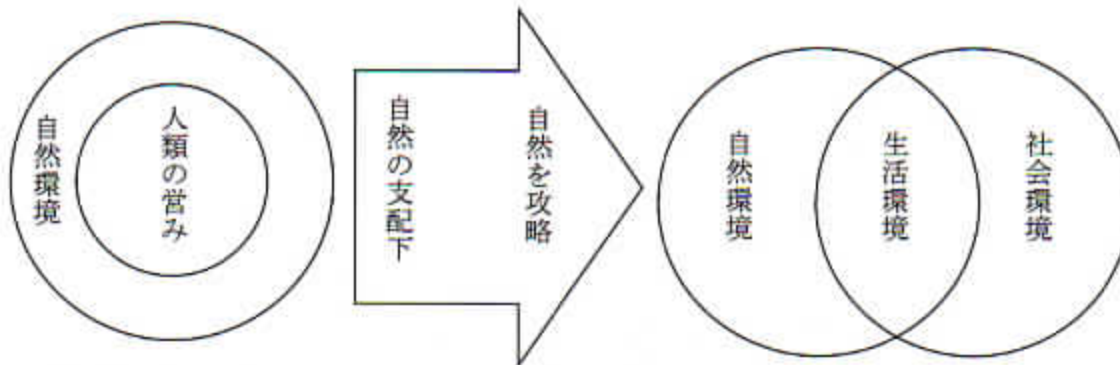 自然環境
人類の営み
自然の支配下
自然を攻略
自然環境
生活環境
社会環境